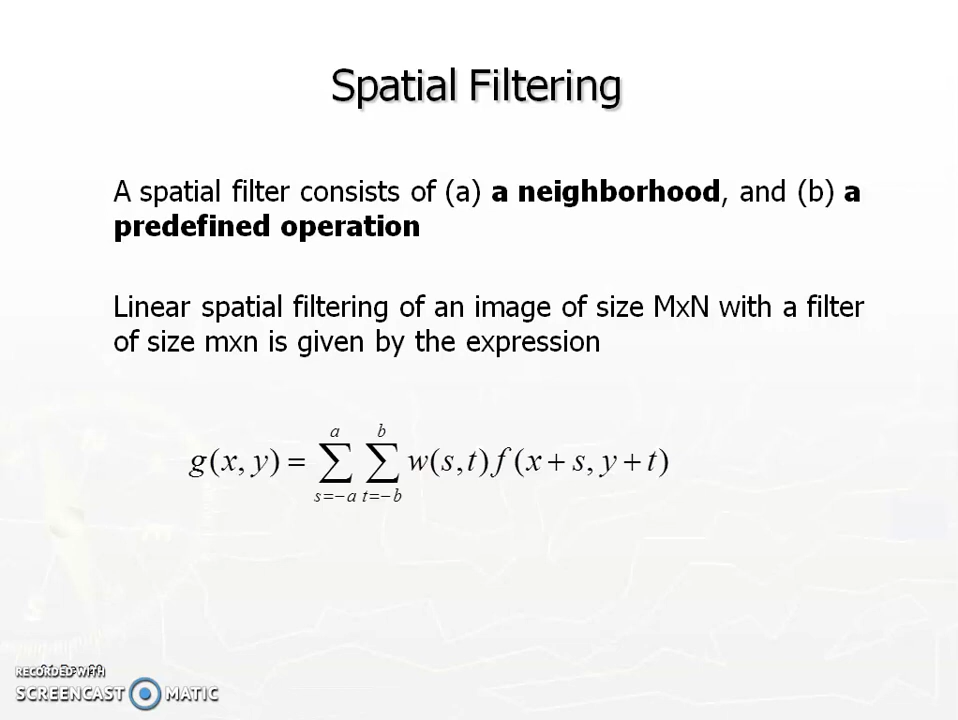 Spatial Filtering
A spatial filter consists of (a) a neighborhood, and (b) a
predefined operation
Linear spatial filtering of an image of size MxN with a filter
of size mxn is given by the expression
g(x, y) = ∑_{s=−a}^{a} ∑_{t=−b}^{b} w(s, t) f(x + s, y + t)
RECORDED WITH
SCREENCAST MATIC